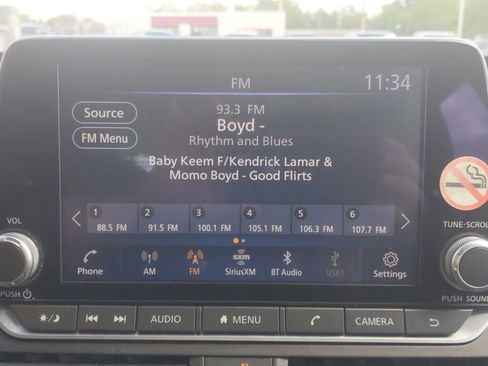 FM
11:34
Source
93.3 FM
Boyd -
FM Menu
Rhythm and Blues
Baby Keem F/Kendrick Lamar &
Momo Boyd - Good Flirts
1 2 3 4 5 6
88.5 FM 91.5 FM 100.1 FM 105.1 FM 106.3 FM 107.7 FM
VOL
TUNE·SCROLL
Phone AM FM sxm SiriusXM BT Audio USB1 Settings
PUSH
PUSH SOUND
AUDIO MENU CAMERA